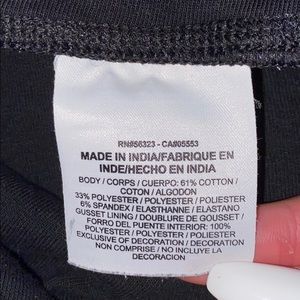 RN#56323 - CA#05553
MADE IN INDIA/FABRIQUE EN
INDE/HECHO EN INDIA
BODY / CORPS / CUERPO: 61% COTTON /
COTON / ALGODON
33% POLYESTER / POLYESTER / POLIESTER
6% SPANDEX / ELASTHANNE / ELASTANO
GUSSET LINING / DOUBLURE DE GOUSSET /
FORRO DEL PUENTE INTERIOR: 100%
POLYESTER / POLYESTER / POLIESTER
EXCLUSIVE OF DECORATION / DECORATION
NON COMPRISE / NO INCLUYE LA
DECORACION